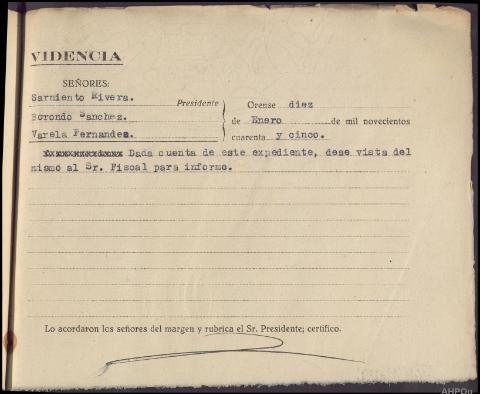 VIDENCIA
SEÑORES:
Sarmiento Rivera.
Presidente
Borondo Sanchez.
Varela Fernandez.
Orense diez
de Enero de mil novecientos
cuarenta y cinco.
xxxxxxxxxxxxx Dada cuenta de este expediente, dese vista del
mismo al Sr. Fiscal para informe.
Lo acordaron los señores del margen y rubrica el Sr. Presidente; certifico.
AHPOu